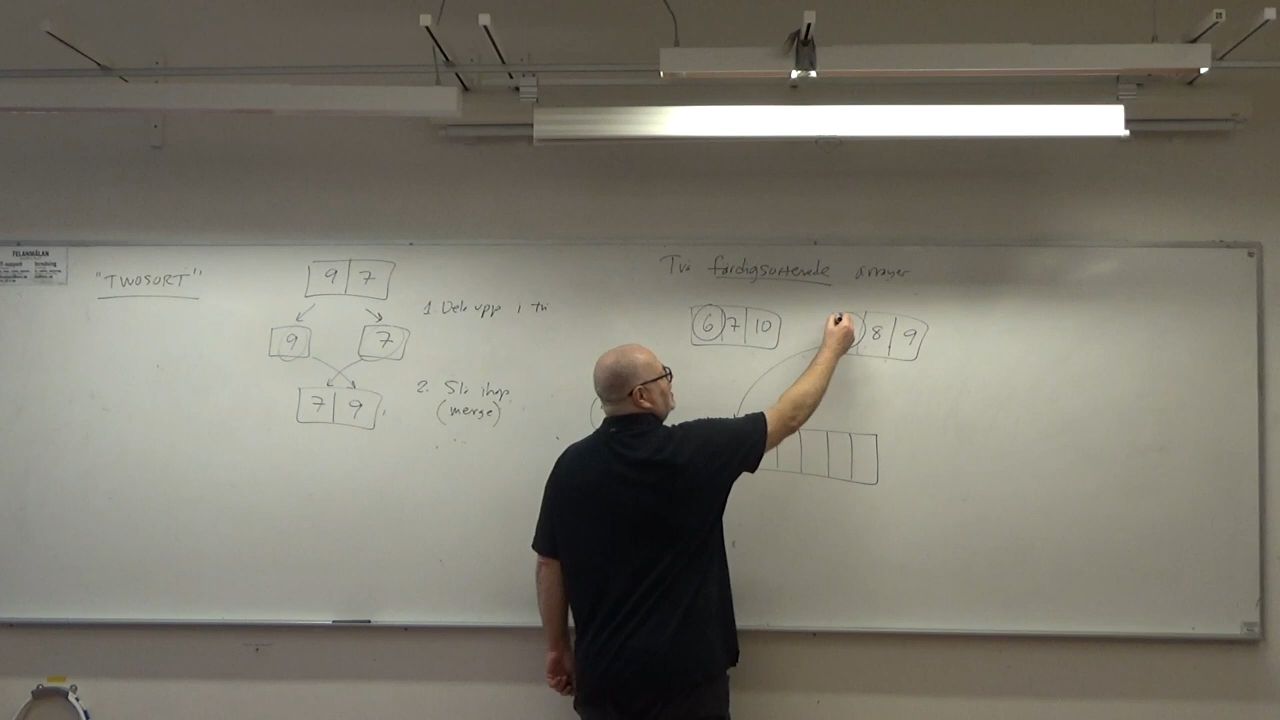 FELANMÄLAN
"TWOSORT"
9 7
1. Dela upp i två
9 7
2. Slå ihop
(merge)
7 9
Två färdigsorterade arrayer
6 7 10
8 9